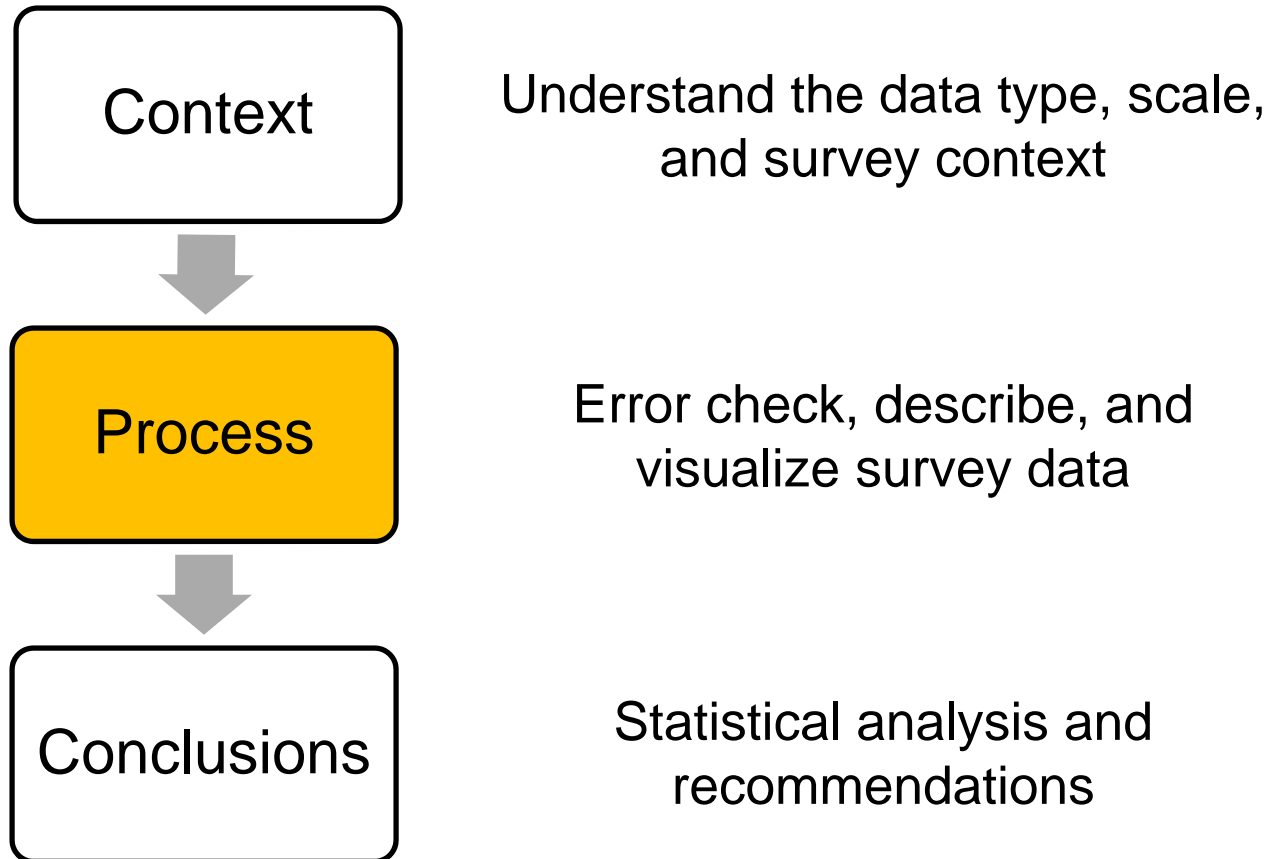 Context
Understand the data type, scale,
and survey context
Process
Error check, describe, and
visualize survey data
Conclusions
Statistical analysis and
recommendations